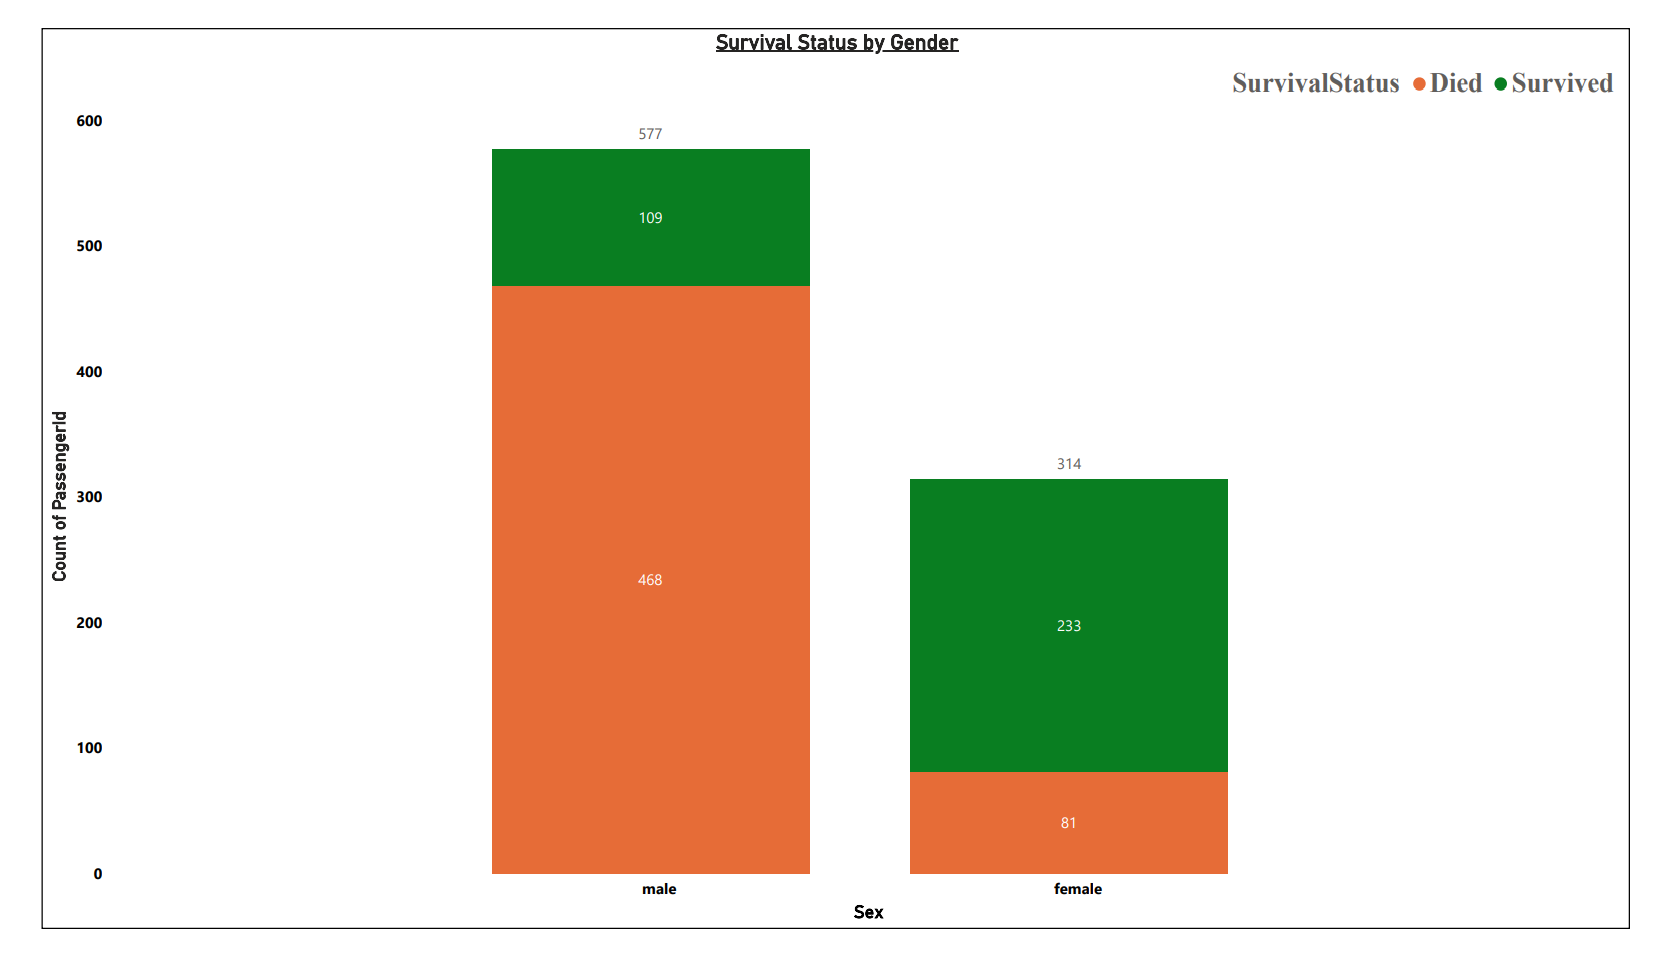 Survival Status by Gender
SurvivalStatus Died Survived
600
500
400
300
200
100
0
Count of PassengerId
577
109
468
314
233
81
male
female
Sex